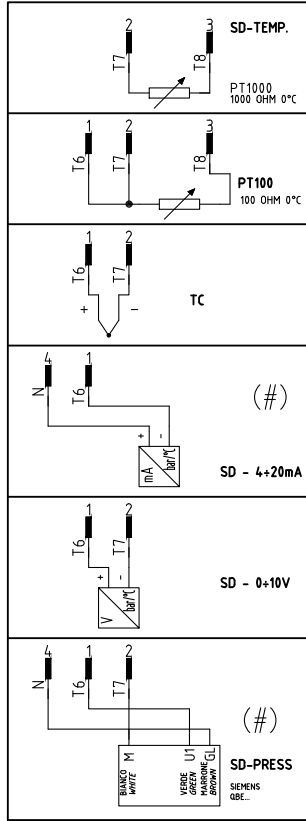 2 3 SD-TEMP.
T7 T8
PT1000
1000 OHM 0°C
1 2 3
T6 T7 T8
PT100
100 OHM 0°C
1 2
T6 T7
+ -
TC
4 1
N T6
(#)
+ -
mA bar/°C
SD - 4÷20mA
1 2
T6 T7
+ -
V bar/°C
SD - 0÷10V
4 1 2
N T6 T7
(#)
M U1 GL
BIANCO
WHITE
VERDE
GREEN
MARRONE
BROWN
SD-PRESS
SIEMENS
QBE...